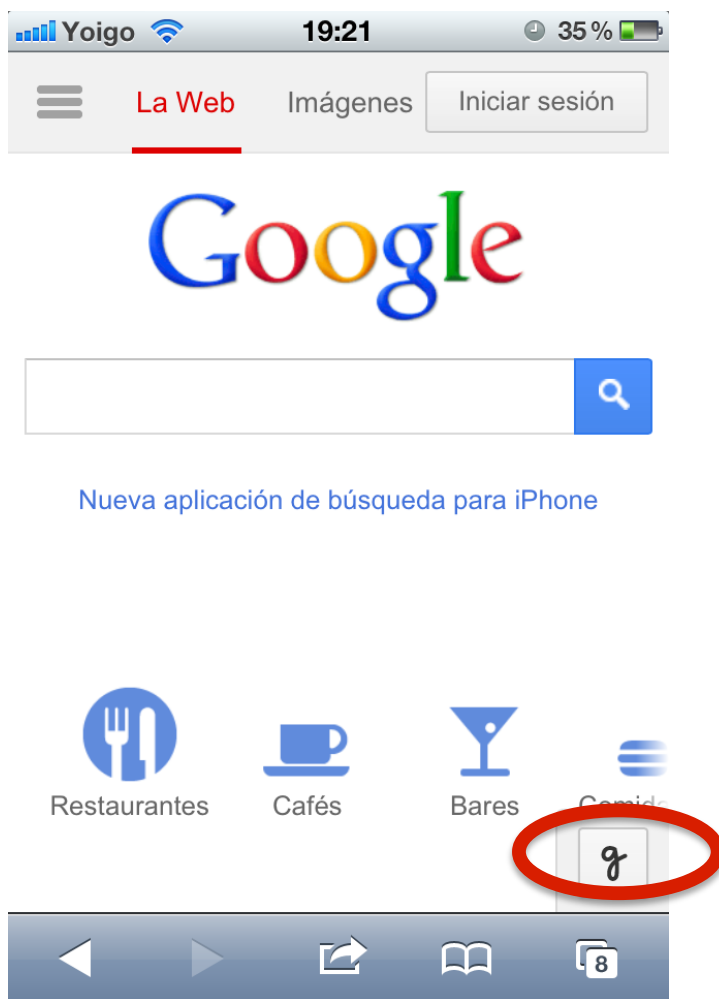 Yoigo 19:21 35 %
La Web Imágenes Iniciar sesión
Google
Nueva aplicación de búsqueda para iPhone
Restaurantes Cafés Bares Comida
g
8